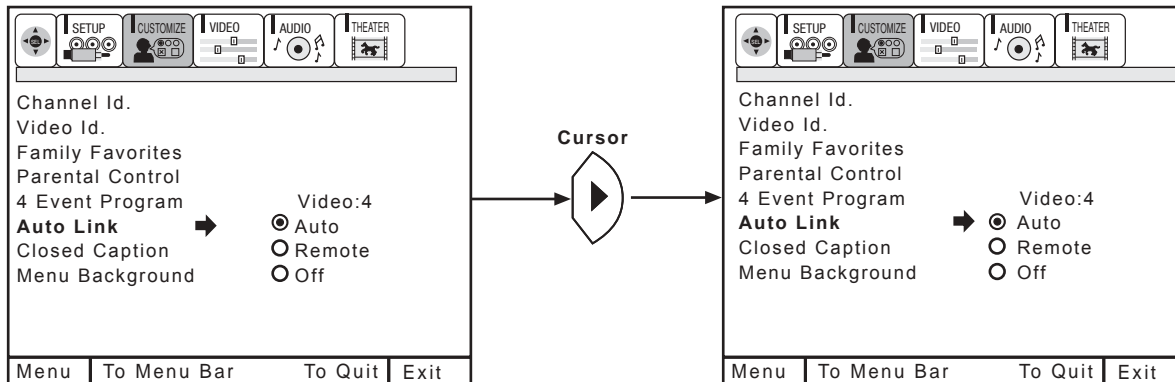 SEL SETUP CUSTOMIZE VIDEO AUDIO THEATER
Channel Id.
Video Id.
Family Favorites
Parental Control
4 Event Program Video:4
Auto Link Auto
Closed Caption Remote
Menu Background Off
Menu To Menu Bar To Quit Exit
Cursor
SEL SETUP CUSTOMIZE VIDEO AUDIO THEATER
Channel Id.
Video Id.
Family Favorites
Parental Control
4 Event Program Video:4
Auto Link Auto
Closed Caption Remote
Menu Background Off
Menu To Menu Bar To Quit Exit